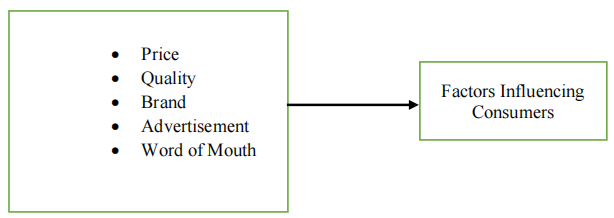 • Price
• Quality
• Brand
• Advertisement
• Word of Mouth
Factors Influencing
Consumers